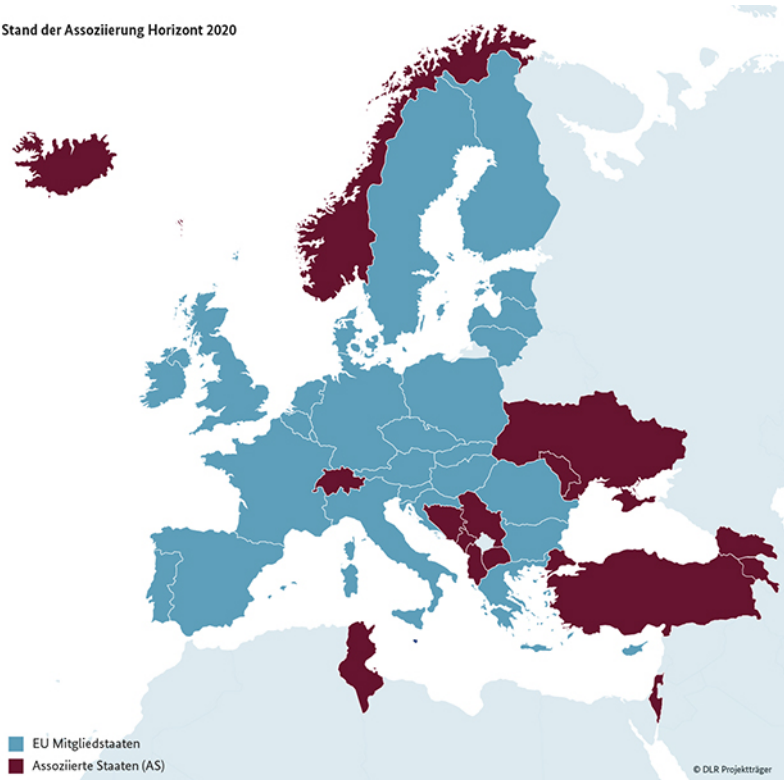 Stand der Assoziierung Horizont 2020
EU Mitgliedstaaten
Assoziierte Staaten (AS)
© DLR Projektträger